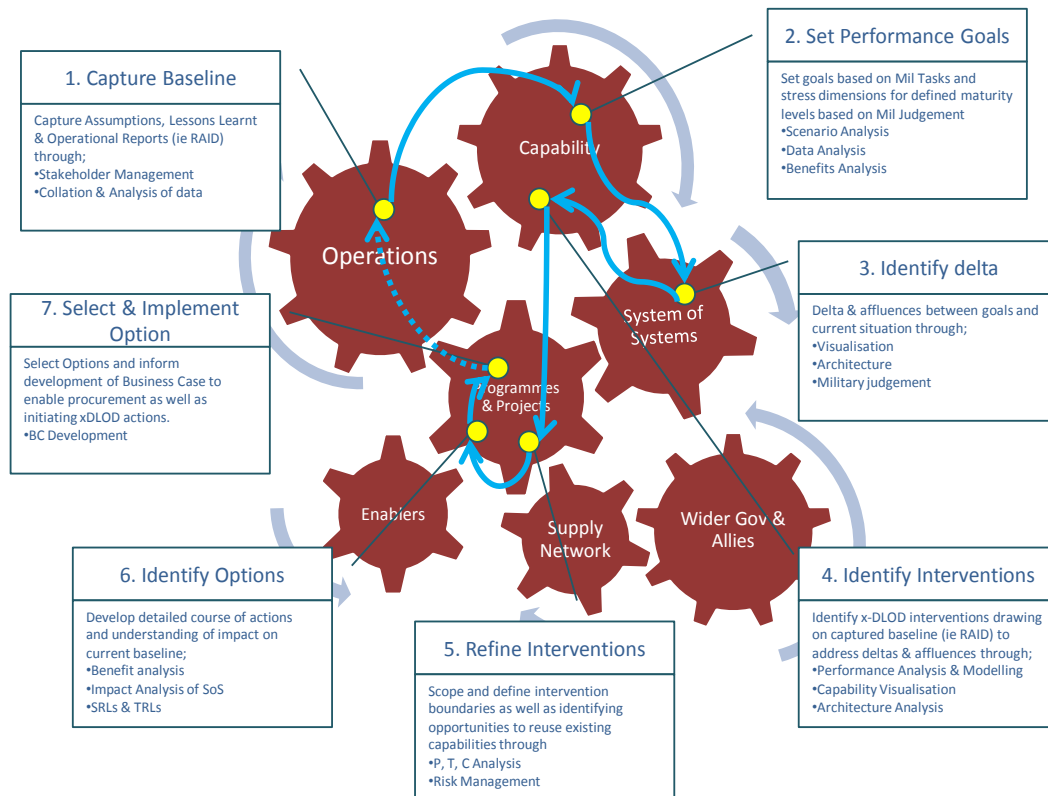 1. Capture Baseline
Capture Assumptions, Lessons Learnt
& Operational Reports (ie RAID)
through;
•Stakeholder Management
•Collation & Analysis of data
2. Set Performance Goals
Set goals based on Mil Tasks and
stress dimensions for defined maturity
levels based on Mil Judgement
•Scenario Analysis
•Data Analysis
•Benefits Analysis
Capability
Operations
3. Identify delta
Delta & affluences between goals and
current situation through;
•Visualisation
•Architecture
•Military judgement
7. Select & Implement
Option
Select Options and inform
development of Business Case to
enable procurement as well as
initiating xDLOD actions.
•BC Development
System of
Systems
Programmes
& Projects
Enablers
Supply
Network
Wider Gov &
Allies
6. Identify Options
Develop detailed course of actions
and understanding of impact on
current baseline;
•Benefit analysis
•Impact Analysis of SoS
•SRLs & TRLs
5. Refine Interventions
Scope and define intervention
boundaries as well as identifying
opportunities to reuse existing
capabilities through
•P, T, C Analysis
•Risk Management
4. Identify Interventions
Identify x-DLOD interventions drawing
on captured baseline (ie RAID) to
address deltas & affluences through;
•Performance Analysis & Modelling
•Capability Visualisation
•Architecture Analysis